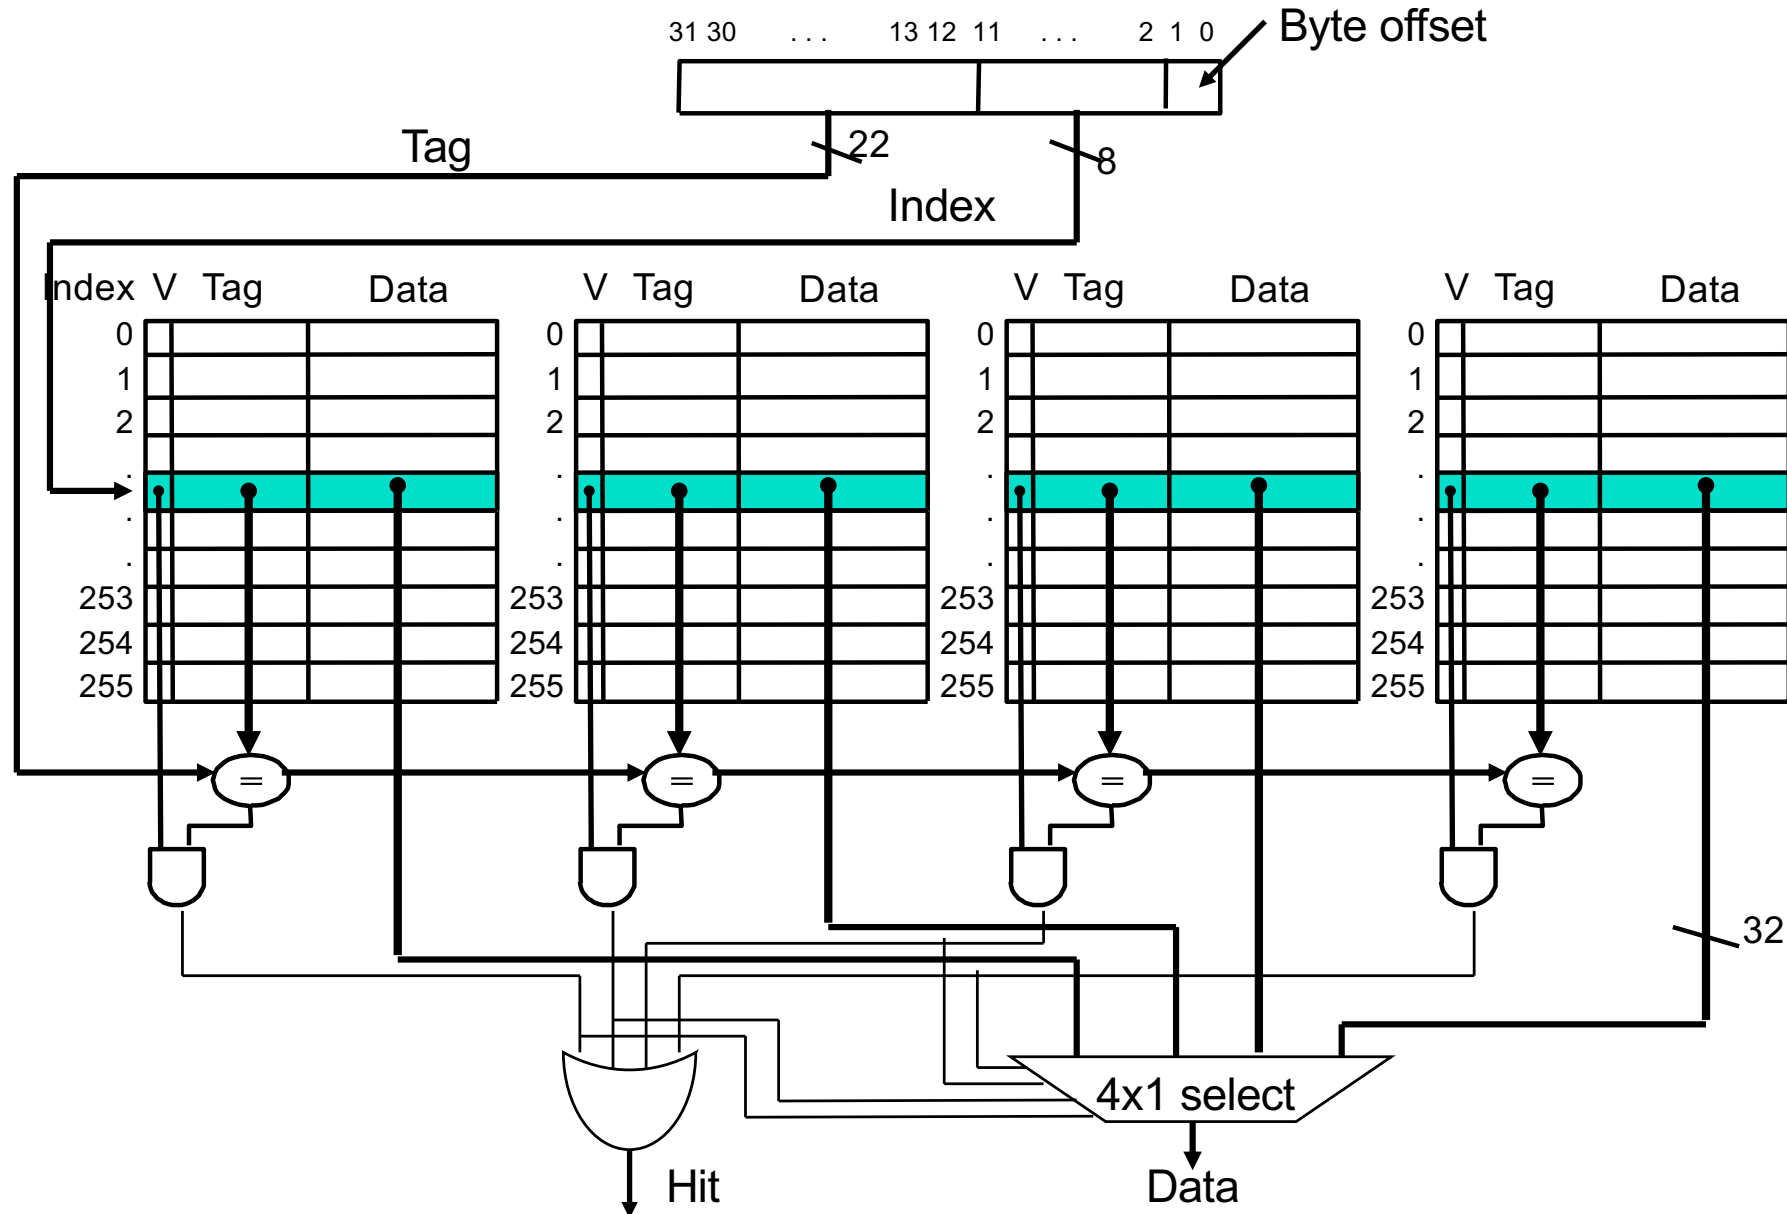 31 30 . . . 13 12 11 . . . 2 1 0 Byte offset
Tag 22 8
Index
Index V Tag Data V Tag Data V Tag Data V Tag Data
0 0 0 0
1 1 1 1
2 2 2 2
. . . .
. . . .
. . . .
253 253 253 253
254 254 254 254
255 255 255 255
= = = =
32
4x1 select
Hit Data